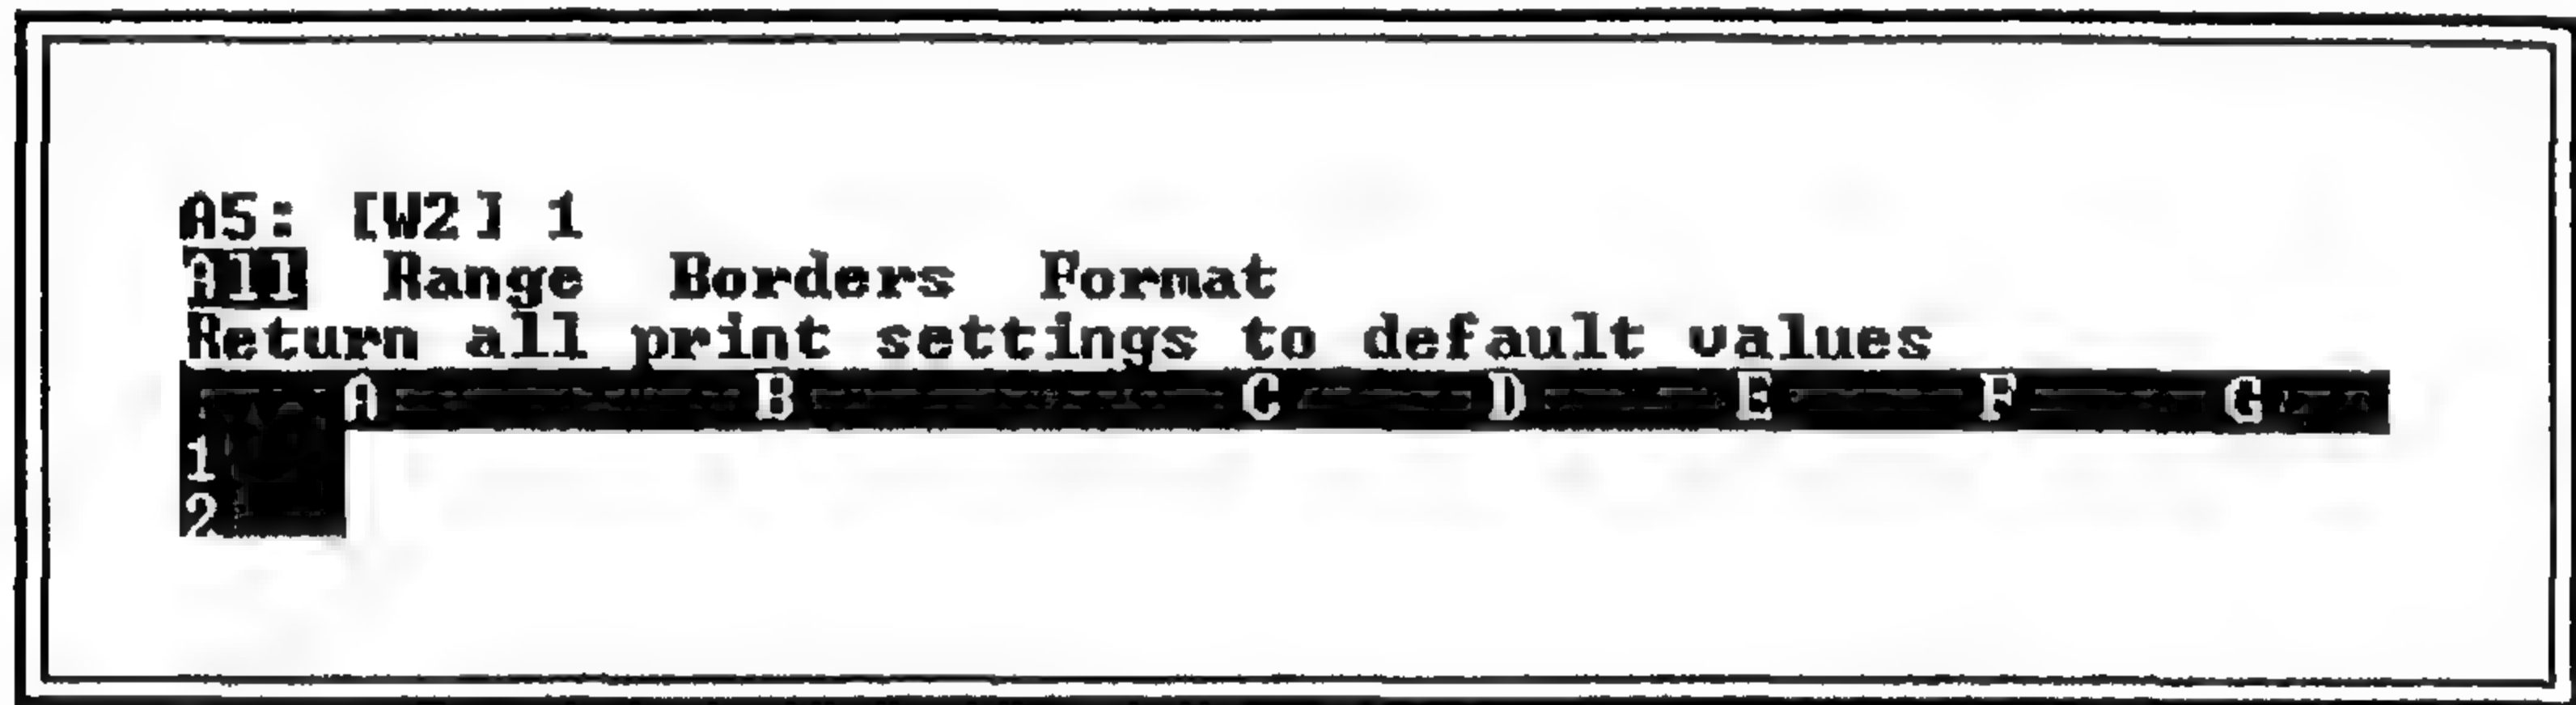 A5: [W2] 1
All Range Borders Format
Return all print settings to default values
A B C D E F G
1
2